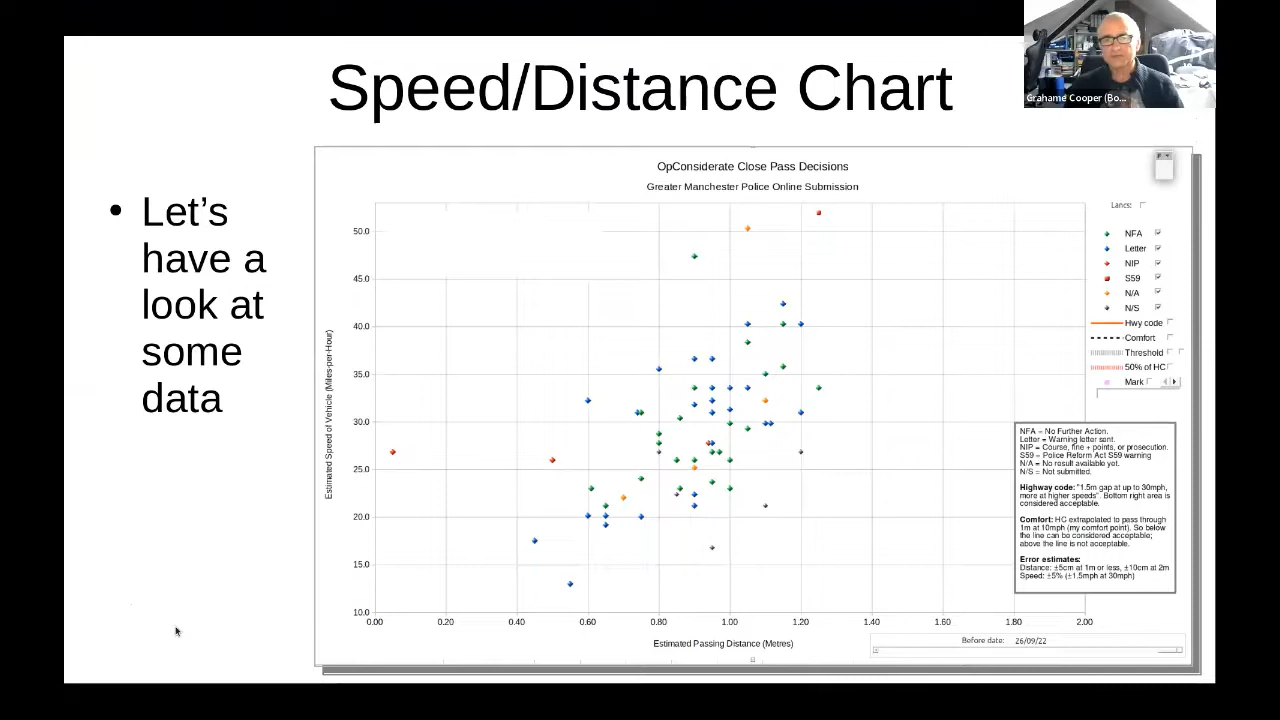 Speed/Distance Chart
Grahame Cooper (Bo...
• Let's
have a
look at
some
data
OpConsiderate Close Pass Decisions
Greater Manchester Police Online Submission
Estimated Speed of Vehicle (Miles-per-Hour)
50.0
45.0
40.0
35.0
30.0
25.0
20.0
15.0
10.0
0.00 0.20 0.40 0.60 0.80 1.00 1.20 1.40 1.60 1.80 2.00
Estimated Passing Distance (Metres)
Lancs:
NFA
Letter
NIP
S59
N/A
N/S
Hwy code
Comfort
Threshold
50% of HC
Mark
NFA = No Further Action.
Letter = Warning letter sent.
NIP = Course, fine + points, or prosecution.
S59 = Police Reform Act S59 warning
N/A = No result available yet.
N/S = Not submitted.
Highway code: "1.5m gap at up to 30mph,
more at higher speeds". Bottom right area is
considered acceptable.
Comfort: HC extrapolated to pass through
1m at 10mph (my comfort point). So below
the line can be considered acceptable;
above the line is not acceptable.
Error estimates:
Distance: ±5cm at 1m or less, ±10cm at 2m
Speed: ±5% (±1.5mph at 30mph)
Before date: 26/09/22